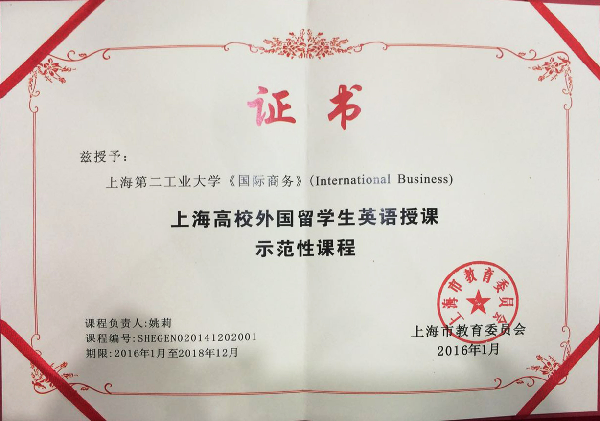 证书
兹授予：
上海第二工业大学《国际商务》(International Business)
上海高校外国留学生英语授课
示范性课程
上海市教育委员会
课程负责人:姚莉
课程编号:SHEGEN020141202001
期限:2016年1月至2018年12月
上海市教育委员会
2016年1月